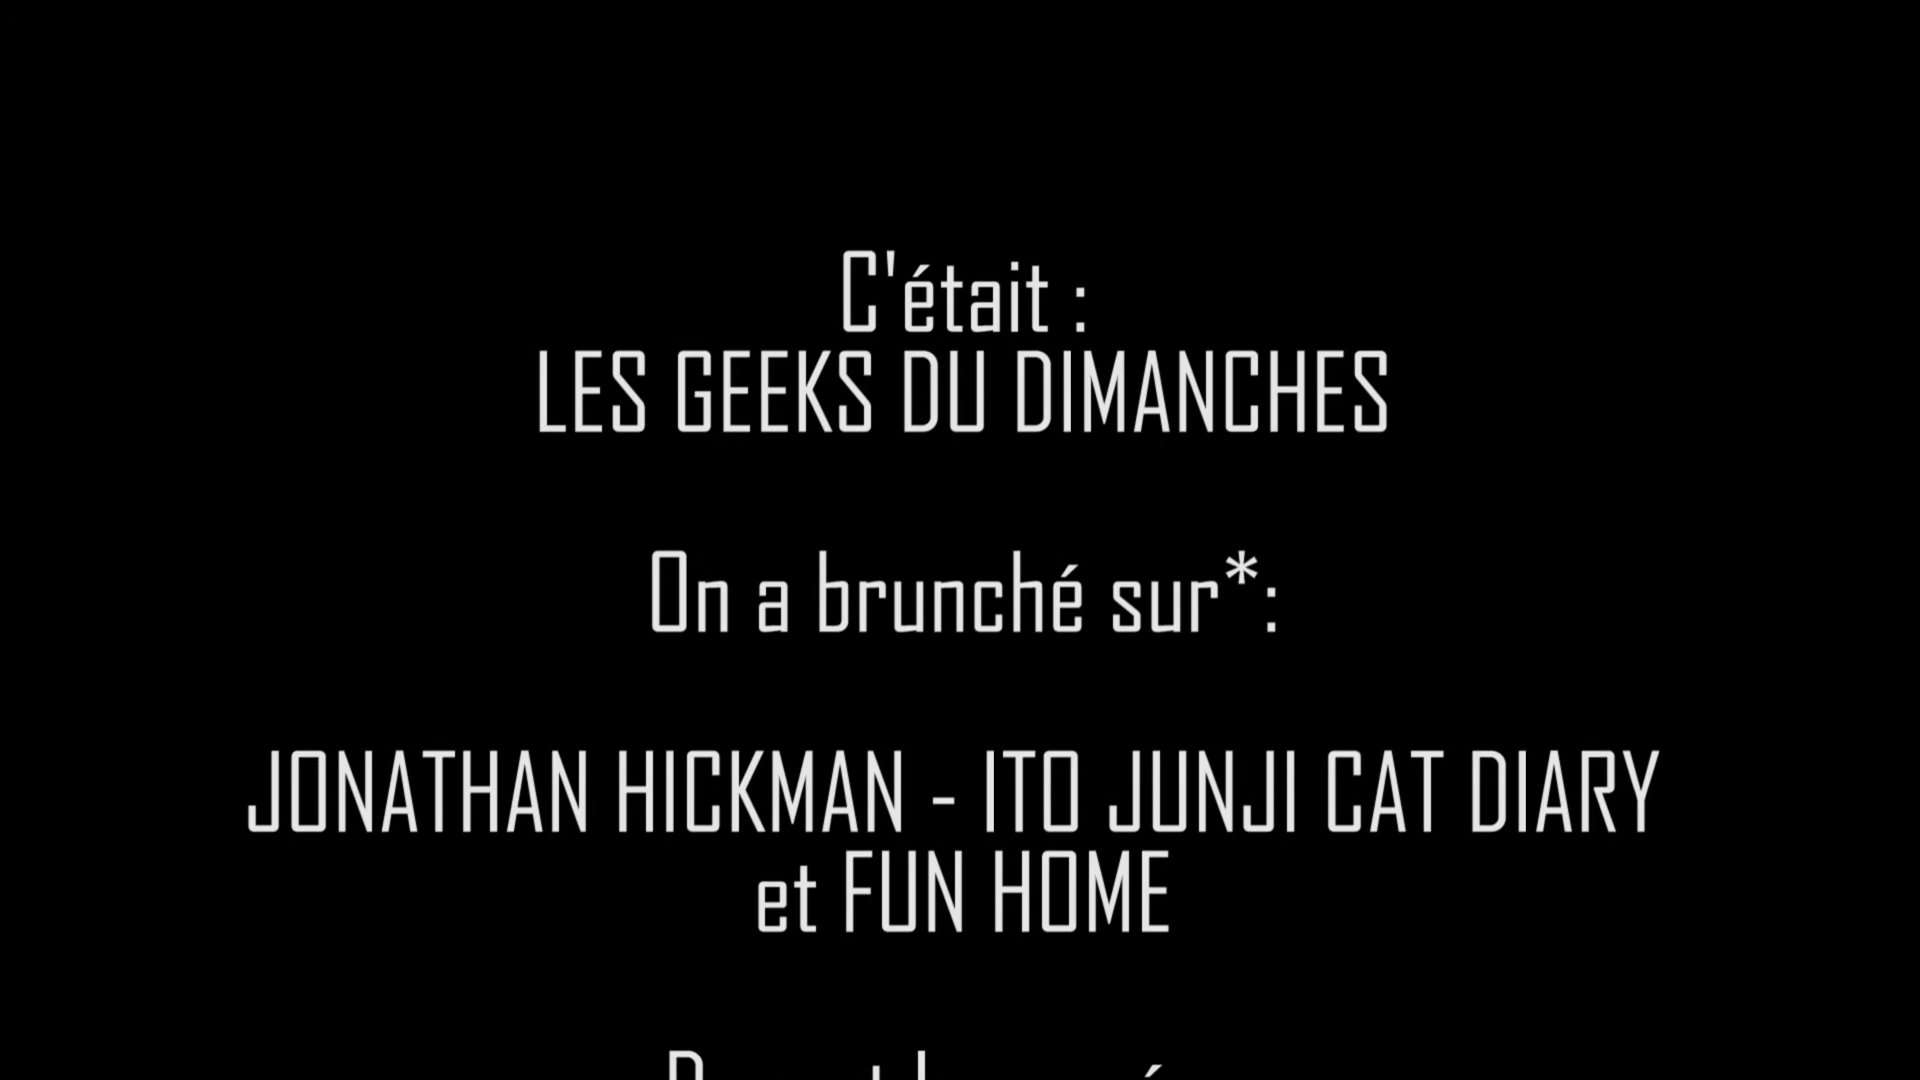 C'était :
LES GEEKS DU DIMANCHES
On a brunché sur*:
JONATHAN HICKMAN - ITO JUNJI CAT DIARY
et FUN HOME